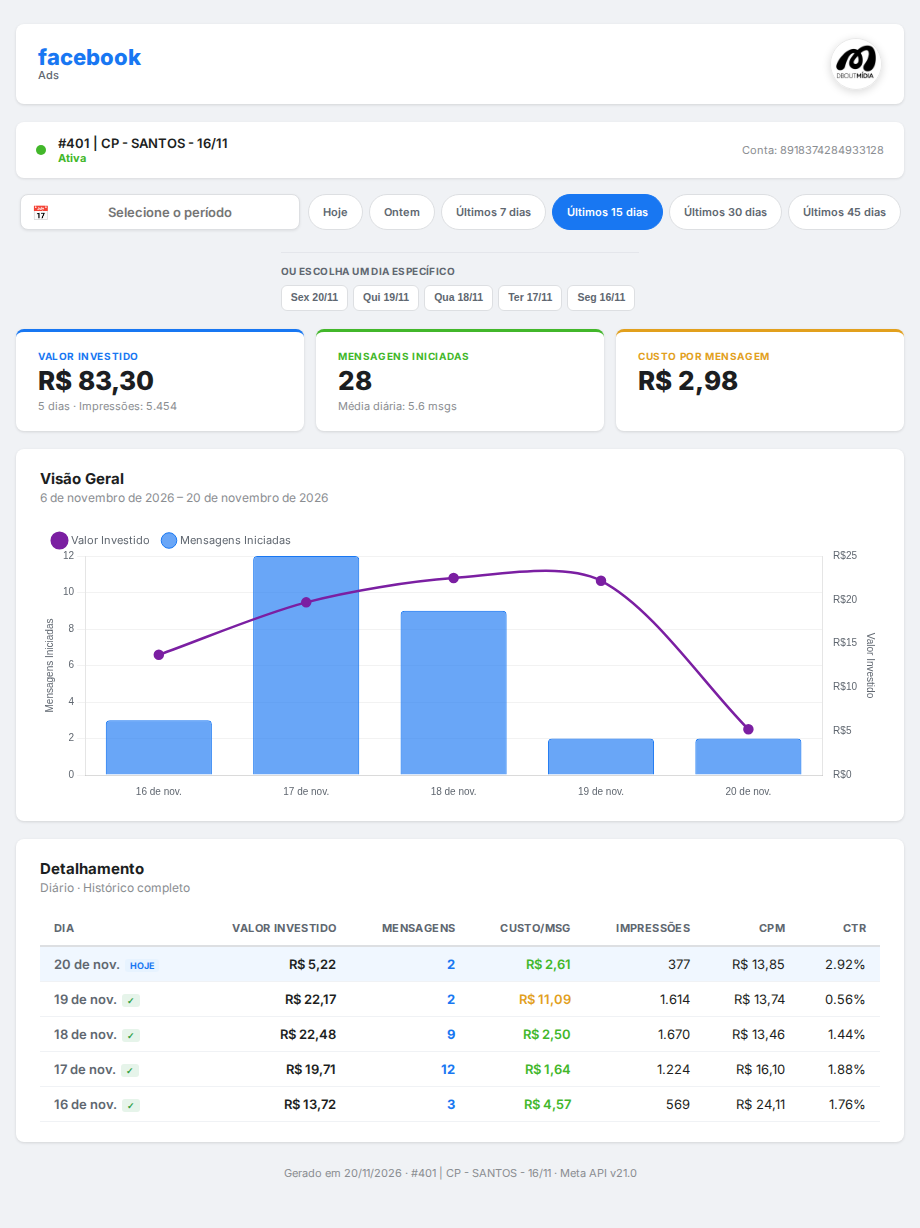 facebook
Ads
DBOUTMÍDIA
#401 | CP - SANTOS - 16/11
Ativa
Conta: 8918374284933128
Selecione o período
Hoje
Ontem
Últimos 7 dias
Últimos 15 dias
Últimos 30 dias
Últimos 45 dias
OU ESCOLHA UM DIA ESPECÍFICO
Sex 20/11
Qui 19/11
Qua 18/11
Ter 17/11
Seg 16/11
VALOR INVESTIDO
R$ 83,30
5 dias · Impressões: 5.454
MENSAGENS INICIADAS
28
Média diária: 5.6 msgs
CUSTO POR MENSAGEM
R$ 2,98
Visão Geral
6 de novembro de 2026 – 20 de novembro de 2026
Valor Investido Mensagens Iniciadas
Mensagens Iniciadas
12
10
8
6
4
2
0
R$25
R$20
R$15
R$10
R$5
R$0
Valor Investido
16 de nov. 17 de nov. 18 de nov. 19 de nov. 20 de nov.
Detalhamento
Diário · Histórico completo
DIA VALOR INVESTIDO MENSAGENS CUSTO/MSG IMPRESSÕES CPM CTR
20 de nov. HOJE R$ 5,22 2 R$ 2,61 377 R$ 13,85 2.92%
19 de nov. ✓ R$ 22,17 2 R$ 11,09 1.614 R$ 13,74 0.56%
18 de nov. ✓ R$ 22,48 9 R$ 2,50 1.670 R$ 13,46 1.44%
17 de nov. ✓ R$ 19,71 12 R$ 1,64 1.224 R$ 16,10 1.88%
16 de nov. ✓ R$ 13,72 3 R$ 4,57 569 R$ 24,11 1.76%
Gerado em 20/11/2026 · #401 | CP - SANTOS - 16/11 · Meta API v21.0